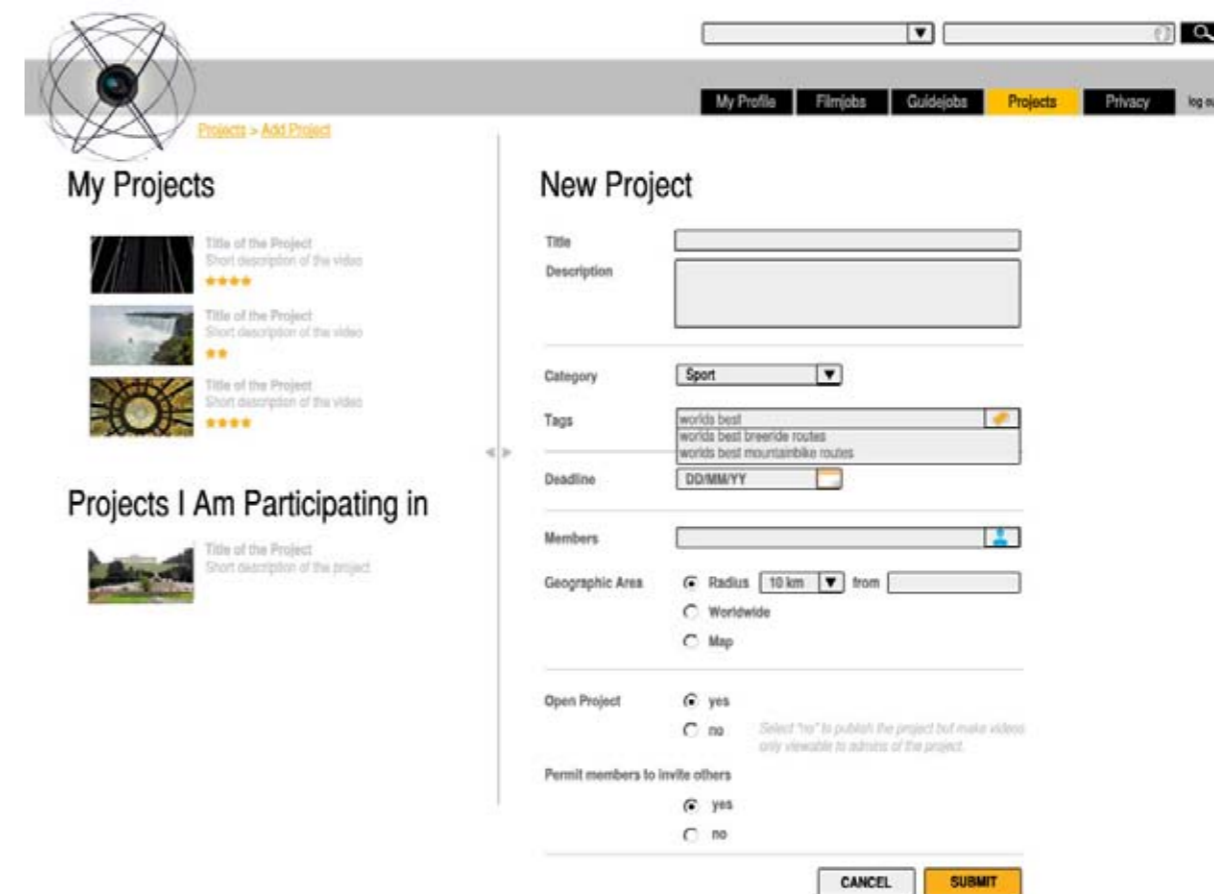 My Profile Filmjobs Guidejobs Projects Privacy log ou
Projects > Add Project
My Projects
Title of the Project
Short description of the video
Title of the Project
Short description of the video
Title of the Project
Short description of the video
Projects I Am Participating in
Title of the Project
Short description of the project
New Project
Title
Description
Category Sport
Tags worlds best
worlds best breeride routes
worlds best mountainbike routes
Deadline DD/MM/YY
Members
Geographic Area Radius 10 km from
Worldwide
Map
Open Project yes
no Select "no" to publish the project but make videos
only viewable to admins of the project.
Permit members to invite others
yes
no
CANCEL SUBMIT